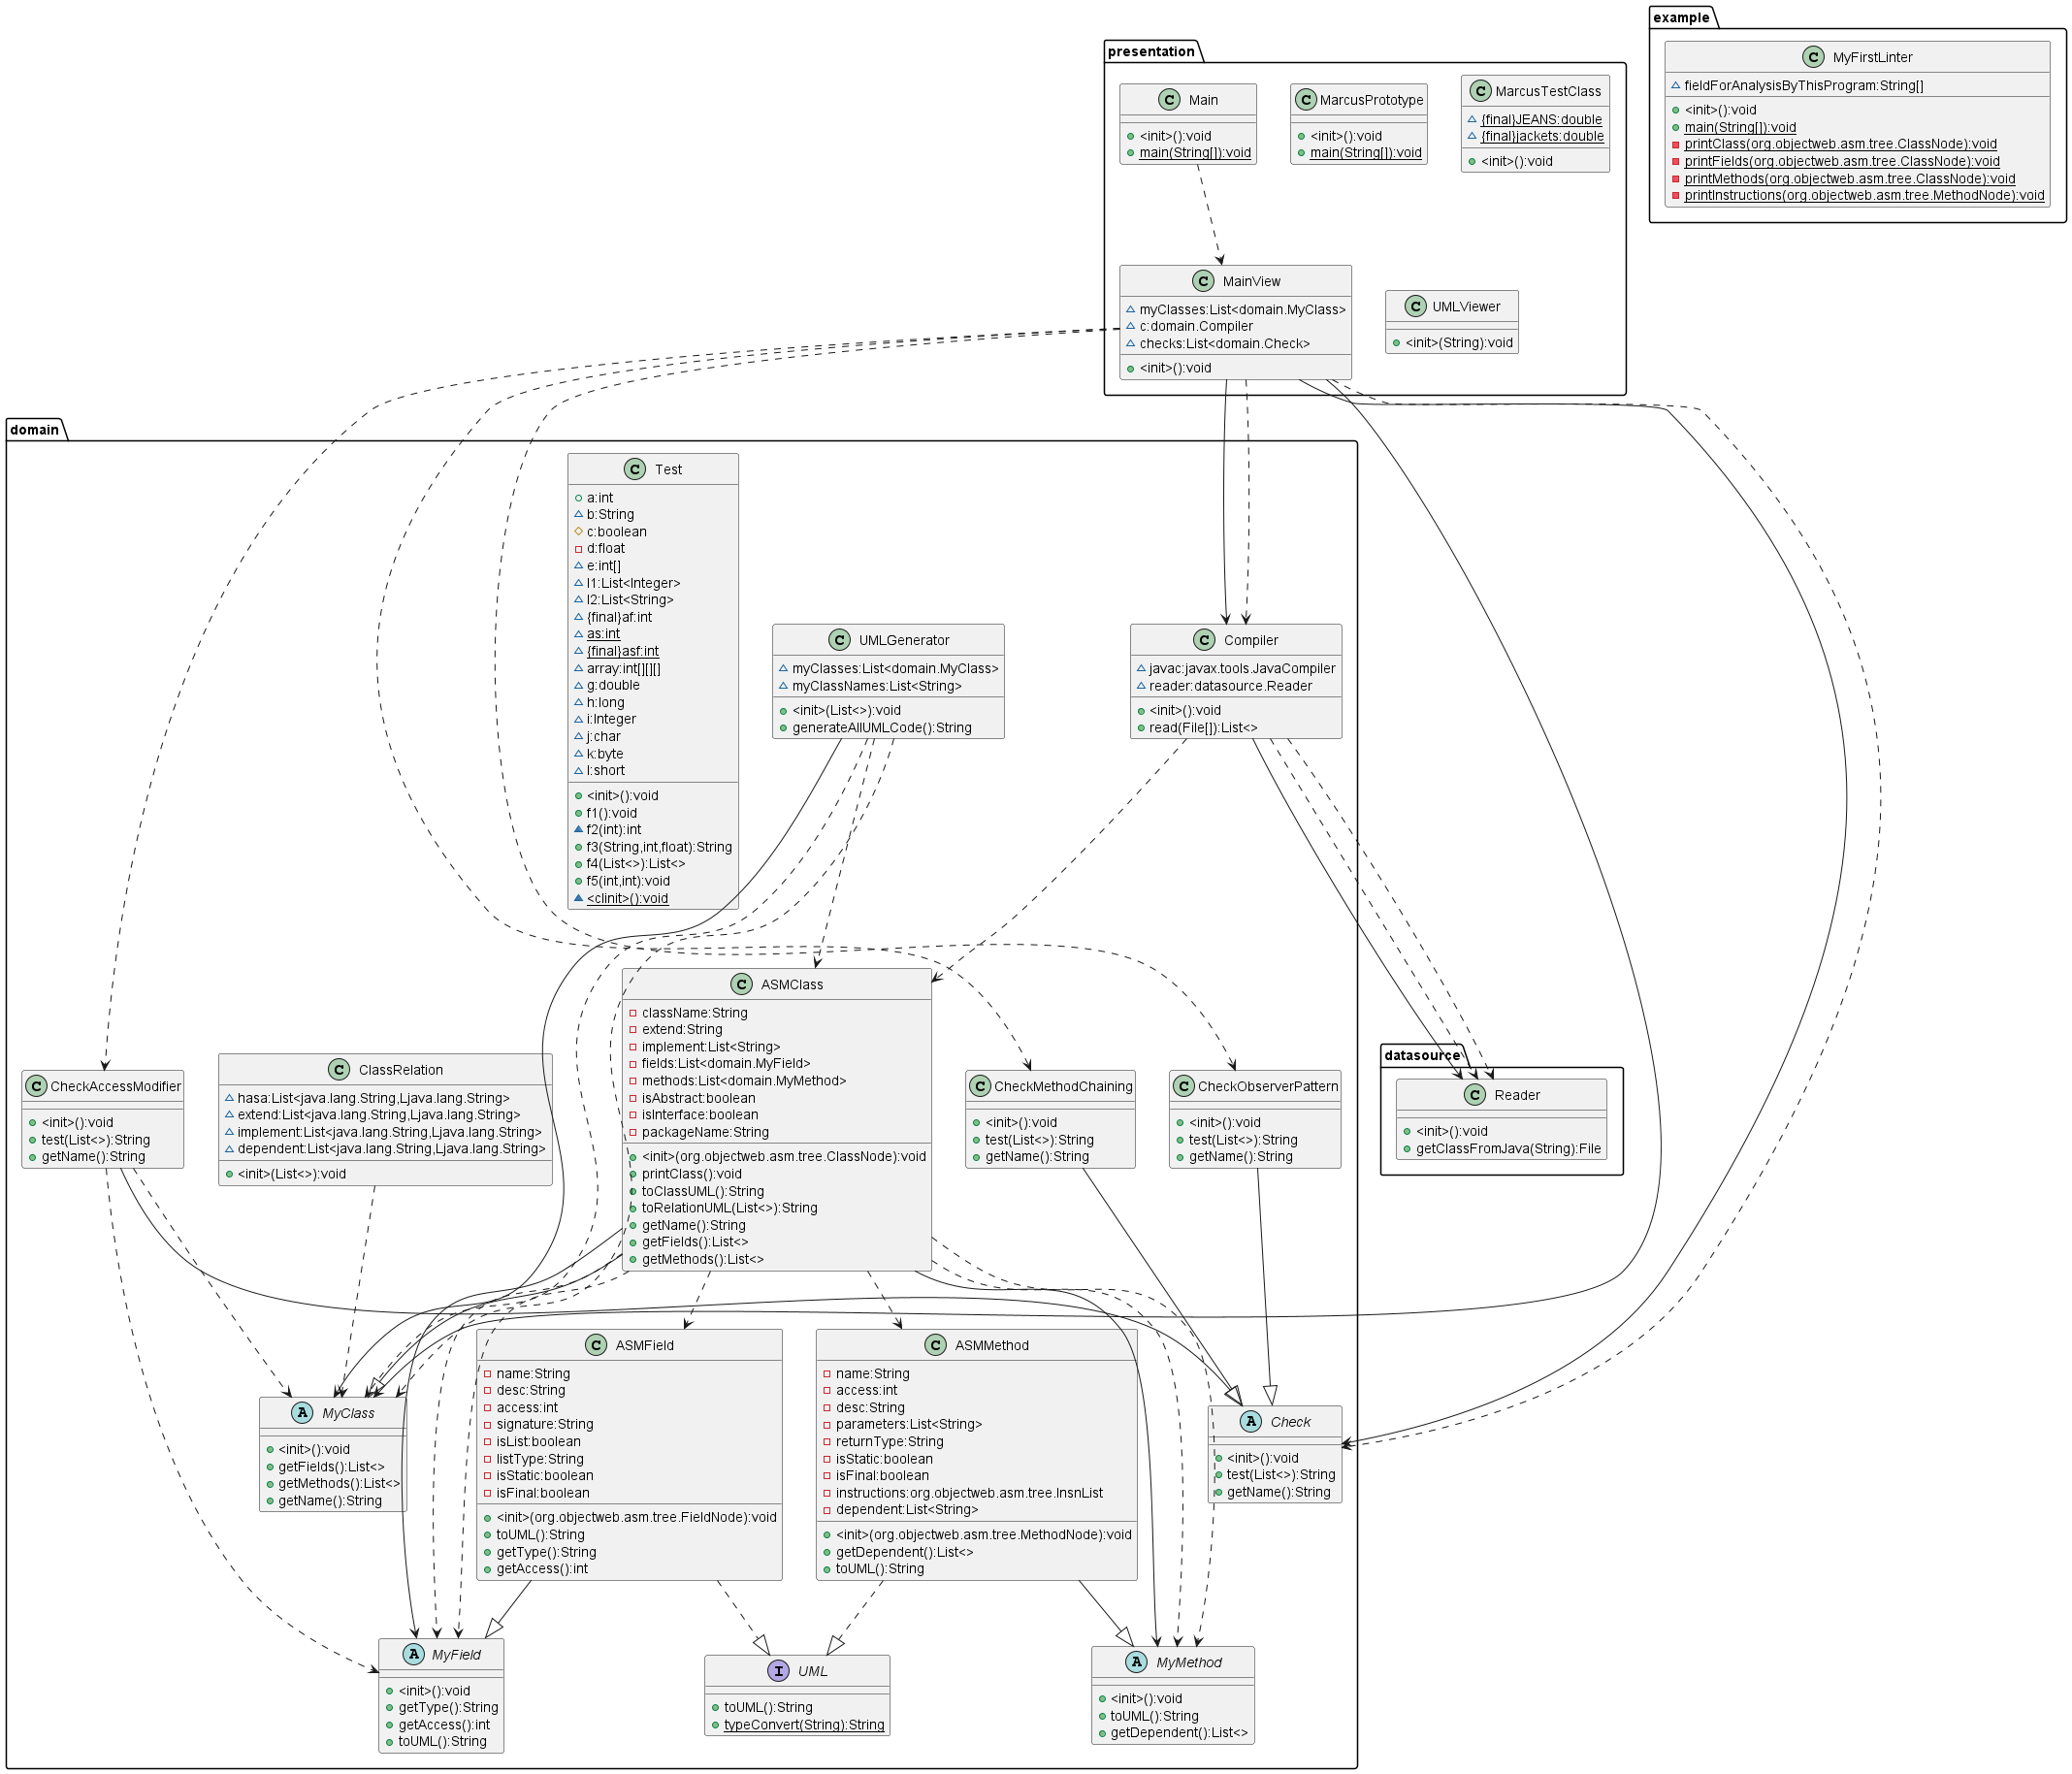 example
C MyFirstLinter
fieldForAnalysisByThisProgram:String[]
<init>():void
main(String[]):void
printClass(org.objectweb.asm.tree.ClassNode):void
printFields(org.objectweb.asm.tree.ClassNode):void
printMethods(org.objectweb.asm.tree.ClassNode):void
printInstructions(org.objectweb.asm.tree.MethodNode):void
presentation
C Main
<init>():void
main(String[]):void
C MarcusPrototype
<init>():void
main(String[]):void
C MarcusTestClass
{final}JEANS:double
{final}jackets:double
<init>():void
C MainView
myClasses:List<domain.MyClass>
c:domain.Compiler
checks:List<domain.Check>
<init>():void
C UMLViewer
<init>(String):void
domain
C Test
a:int
b:String
c:boolean
d:float
e:int[]
l1:List<Integer>
l2:List<String>
{final}af:int
as:int
{final}asf:int
array:int[][][]
g:double
h:long
i:Integer
j:char
k:byte
l:short
<init>():void
f1():void
f2(int):int
f3(String,int,float):String
f4(List<>):List<>
f5(int,int):void
<clinit>():void
C UMLGenerator
myClasses:List<domain.MyClass>
myClassNames:List<String>
<init>(List<>):void
generateAllUMLCode():String
C Compiler
javac:javax.tools.JavaCompiler
reader:datasource.Reader
<init>():void
read(File[]):List<>
C ASMClass
className:String
extend:String
implement:List<String>
fields:List<domain.MyField>
methods:List<domain.MyMethod>
isAbstract:boolean
isInterface:boolean
packageName:String
<init>(org.objectweb.asm.tree.ClassNode):void
printClass():void
toClassUML():String
toRelationUML(List<>):String
getName():String
getFields():List<>
getMethods():List<>
C CheckAccessModifier
<init>():void
test(List<>):String
getName():String
C ClassRelation
hasa:List<java.lang.String,Ljava.lang.String>
extend:List<java.lang.String,Ljava.lang.String>
implement:List<java.lang.String,Ljava.lang.String>
dependent:List<java.lang.String,Ljava.lang.String>
<init>(List<>):void
C CheckMethodChaining
<init>():void
test(List<>):String
getName():String
C CheckObserverPattern
<init>():void
test(List<>):String
getName():String
datasource
C Reader
<init>():void
getClassFromJava(String):File
A MyClass
<init>():void
getFields():List<>
getMethods():List<>
getName():String
C ASMField
name:String
desc:String
access:int
signature:String
isList:boolean
listType:String
isStatic:boolean
isFinal:boolean
<init>(org.objectweb.asm.tree.FieldNode):void
toUML():String
getType():String
getAccess():int
C ASMMethod
name:String
access:int
desc:String
parameters:List<String>
returnType:String
isStatic:boolean
isFinal:boolean
instructions:org.objectweb.asm.tree.InsnList
dependent:List<String>
<init>(org.objectweb.asm.tree.MethodNode):void
getDependent():List<>
toUML():String
A Check
<init>():void
test(List<>):String
getName():String
A MyField
<init>():void
getType():String
getAccess():int
toUML():String
I UML
toUML():String
typeConvert(String):String
A MyMethod
<init>():void
toUML():String
getDependent():List<>